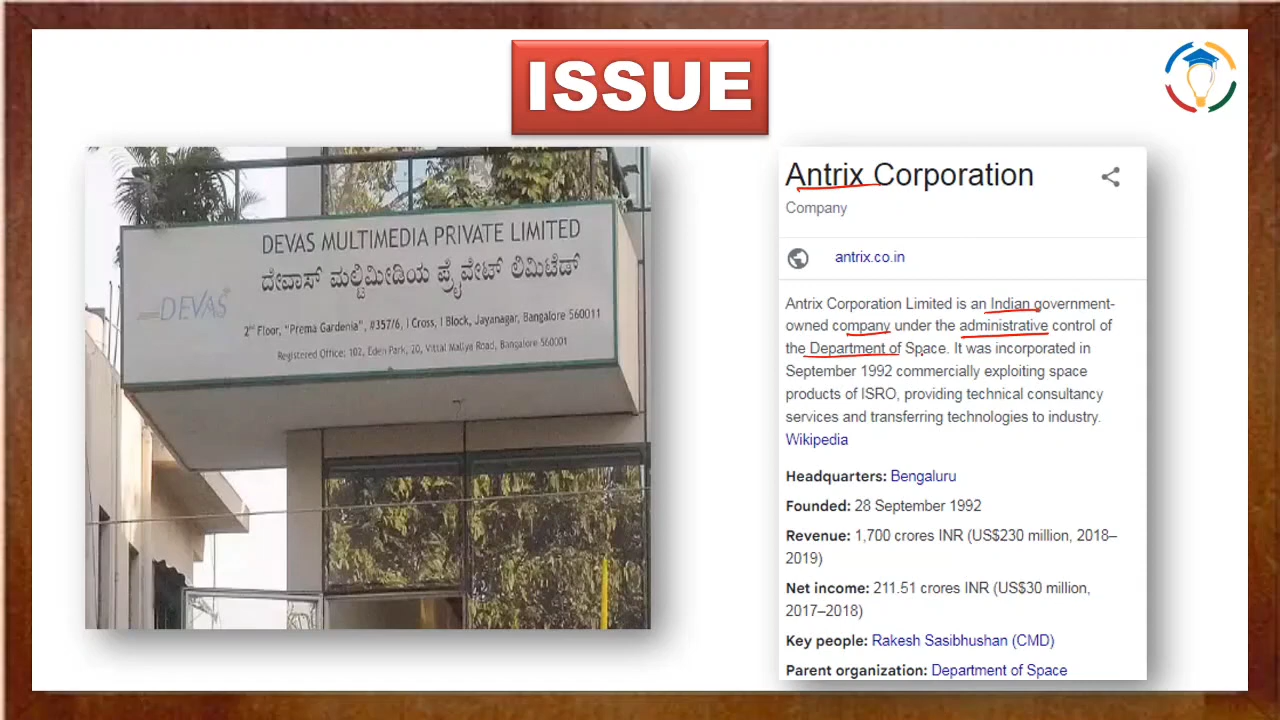 ISSUE
DEVAS MULTIMEDIA PRIVATE LIMITED
ದೇವಾಸ್ ಮಲ್ಟಿಮೀಡಿಯ ಪ್ರೈವೇಟ್ ಲಿಮಿಟೆಡ್
DEVAS
2nd Floor, "Prema Gardenia", #357/6, I Cross, I Block, Jayanagar, Bangalore 560011
Registered Office: 102, Eden Park, 20, Vittal Mallya Road, Bangalore 560001
Antrix Corporation
Company
antrix.co.in
Antrix Corporation Limited is an Indian government-
owned company under the administrative control of
the Department of Space. It was incorporated in
September 1992 commercially exploiting space
products of ISRO, providing technical consultancy
services and transferring technologies to industry.
Wikipedia
Headquarters: Bengaluru
Founded: 28 September 1992
Revenue: 1,700 crores INR (US$230 million, 2018–
2019)
Net income: 211.51 crores INR (US$30 million,
2017–2018)
Key people: Rakesh Sasibhushan (CMD)
Parent organization: Department of Space